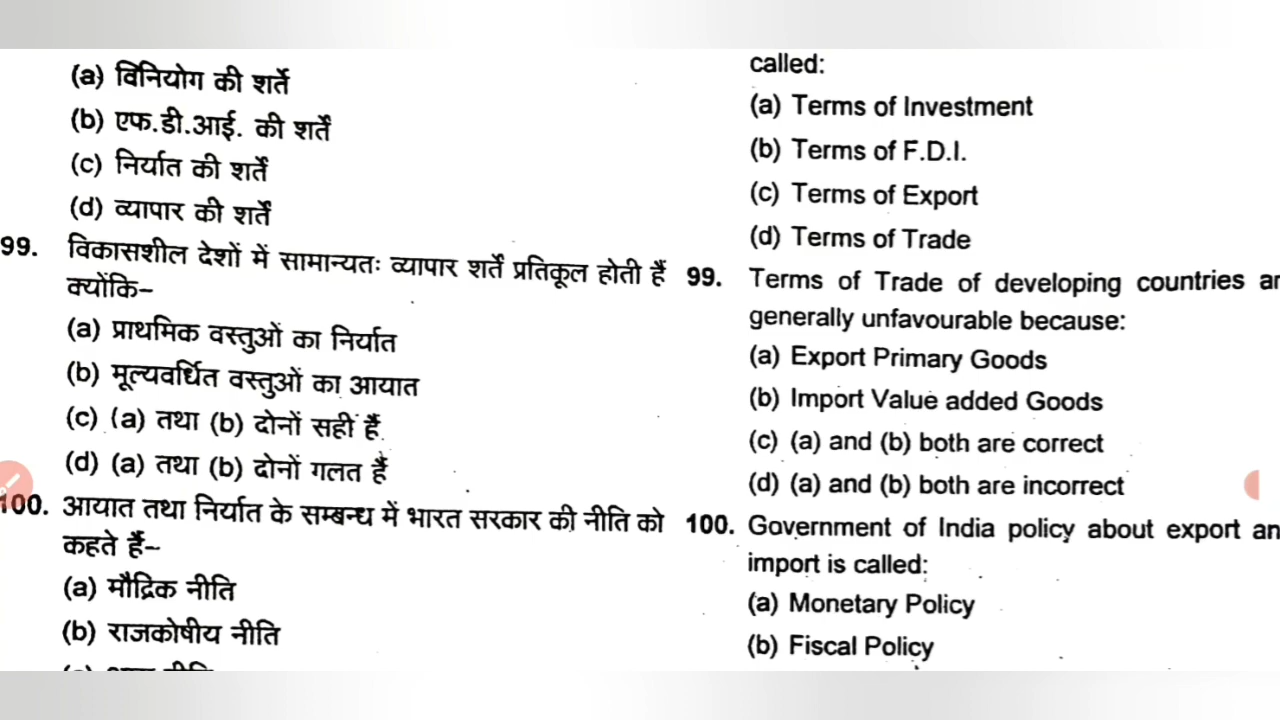 (a) विनियोग की शर्ते
(b) एफ.डी.आई. की शर्तें
(c) निर्यात की शर्तें
(d) व्यापार की शर्तें
99. विकासशील देशों में सामान्यतः व्यापार शर्तें प्रतिकूल होती हैं
क्योंकि–
(a) प्राथमिक वस्तुओं का निर्यात
(b) मूल्यवर्धित वस्तुओं का आयात
(c) (a) तथा (b) दोनों सही हैं
(d) (a) तथा (b) दोनों गलत हैं
100. आयात तथा निर्यात के सम्बन्ध में भारत सरकार की नीति को
कहते हैं–
(a) मौद्रिक नीति
(b) राजकोषीय नीति
called:
(a) Terms of Investment
(b) Terms of F.D.I.
(c) Terms of Export
(d) Terms of Trade
99. Terms of Trade of developing countries ar
generally unfavourable because:
(a) Export Primary Goods
(b) Import Value added Goods
(c) (a) and (b) both are correct
(d) (a) and (b) both are incorrect
100. Government of India policy about export an
import is called:
(a) Monetary Policy
(b) Fiscal Policy